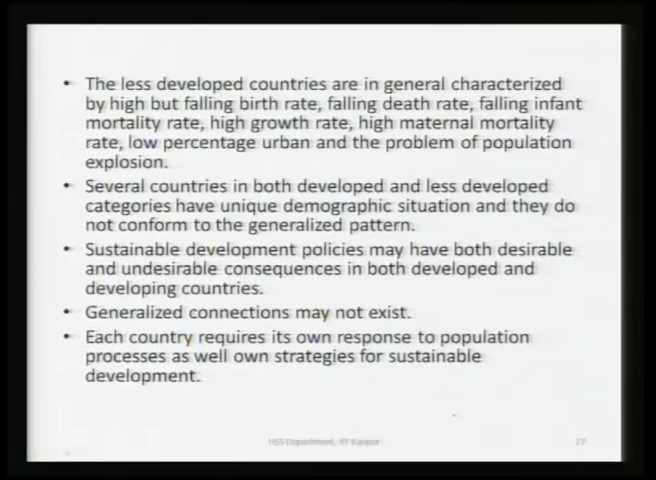 • The less developed countries are in general characterized
by high but falling birth rate, falling death rate, falling infant
mortality rate, high growth rate, high maternal mortality
rate, low percentage urban and the problem of population
explosion.
• Several countries in both developed and less developed
categories have unique demographic situation and they do
not conform to the generalized pattern.
• Sustainable development policies may have both desirable
and undesirable consequences in both developed and
developing countries.
• Generalized connections may not exist.
• Each country requires its own response to population
processes as well own strategies for sustainable
development.
HSS Department, IIT Kanpur
27